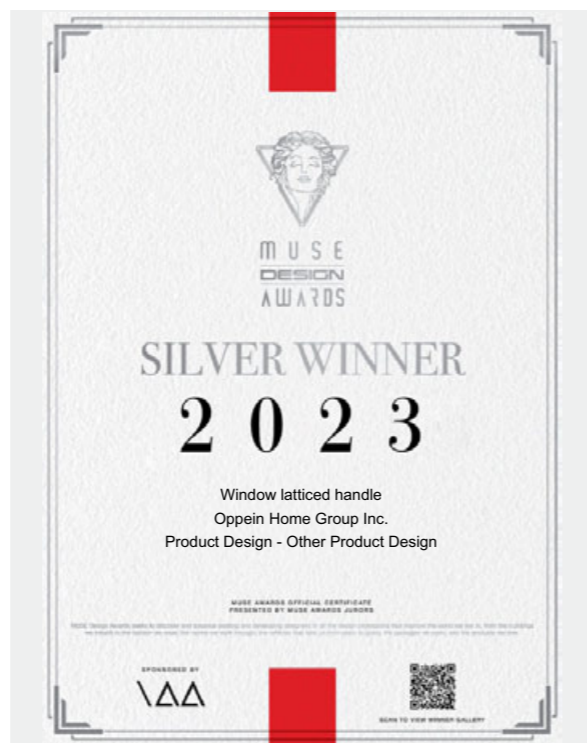 MUSE
DESIGN
AWARDS
SILVER WINNER
2023
Window latticed handle
Oppein Home Group Inc.
Product Design - Other Product Design
MUSE AWARDS OFFICIAL CERTIFICATE
PRESENTED BY MUSE AWARDS JURORS
SPONSORED BY
IAA
SCAN TO VIEW WINNER GALLERY